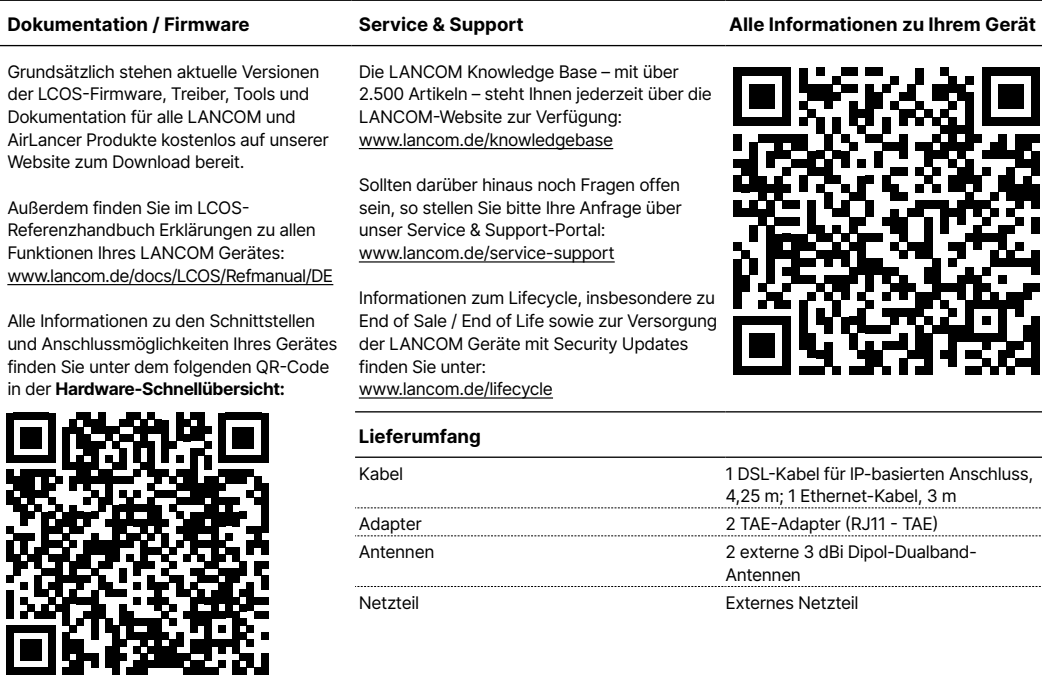 Dokumentation / Firmware
Grundsätzlich stehen aktuelle Versionen
der LCOS-Firmware, Treiber, Tools und
Dokumentation für alle LANCOM und
AirLancer Produkte kostenlos auf unserer
Website zum Download bereit.
Außerdem finden Sie im LCOS-
Referenzhandbuch Erklärungen zu allen
Funktionen Ihres LANCOM Gerätes:
www.lancom.de/docs/LCOS/Refmanual/DE
Alle Informationen zu den Schnittstellen
und Anschlussmöglichkeiten Ihres Gerätes
finden Sie unter dem folgenden QR-Code
in der Hardware-Schnellübersicht:
Service & Support
Die LANCOM Knowledge Base – mit über
2.500 Artikeln – steht Ihnen jederzeit über die
LANCOM-Website zur Verfügung:
www.lancom.de/knowledgebase
Sollten darüber hinaus noch Fragen offen
sein, so stellen Sie bitte Ihre Anfrage über
unser Service & Support-Portal:
www.lancom.de/service-support
Informationen zum Lifecycle, insbesondere zu
End of Sale / End of Life sowie zur Versorgung
der LANCOM Geräte mit Security Updates
finden Sie unter:
www.lancom.de/lifecycle
Alle Informationen zu Ihrem Gerät
Lieferumfang
Kabel
1 DSL-Kabel für IP-basierten Anschluss,
4,25 m; 1 Ethernet-Kabel, 3 m
Adapter
2 TAE-Adapter (RJ11 - TAE)
Antennen
2 externe 3 dBi Dipol-Dualband-
Antennen
Netzteil
Externes Netzteil